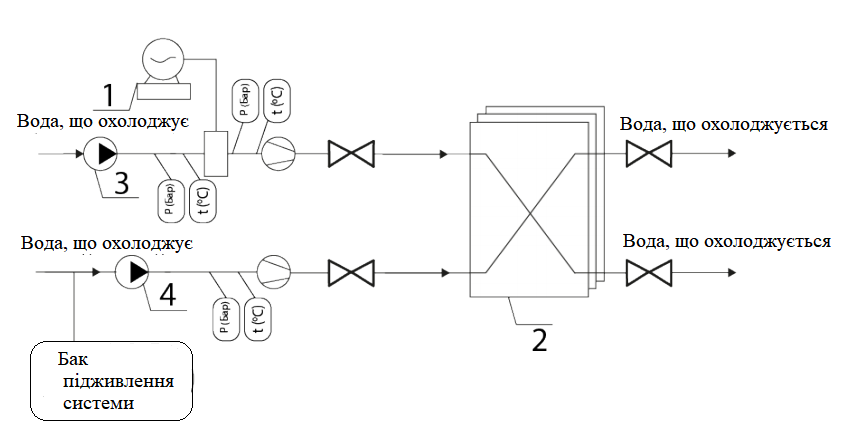 1
P (Бар)
t (°C)
Вода, що охолоджує
Вода, що охолоджується
3
P (Бар)
t (°C)
Вода, що охолоджує
Вода, що охолоджується
4
P (Бар)
t (°C)
2
Бак
підживлення
системи